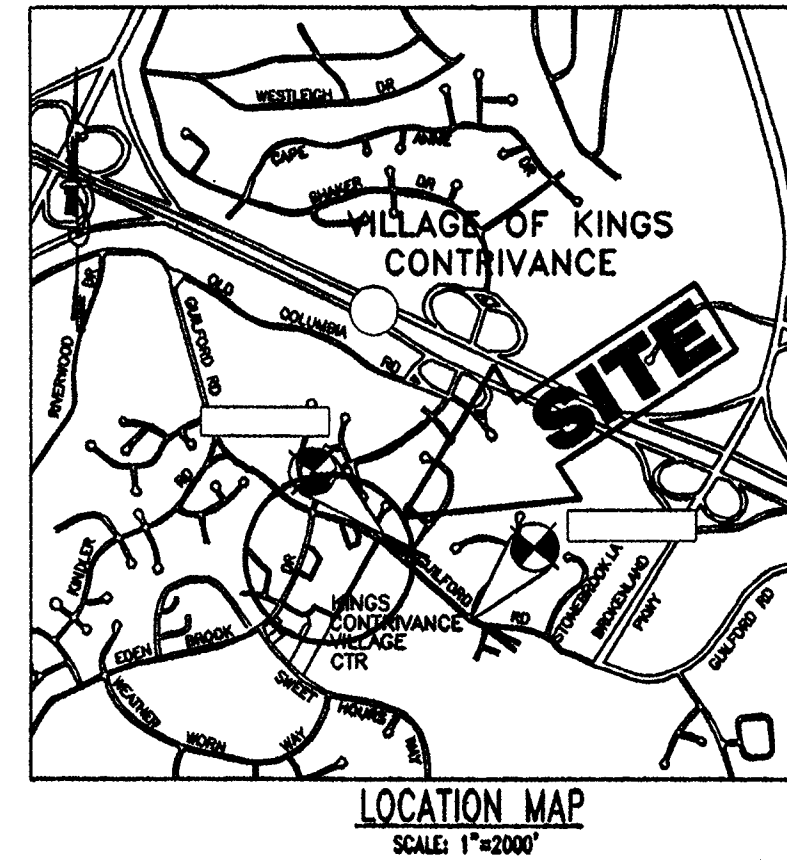 WESTLEIGH DR
CAPE ANNE DR
SHAKER DR
VILLAGE OF KINGS
CONTRIVANCE
OLD COLUMBIA RD
GUILFORD RD
RIVERWOOD DR
SITE
KINDLER RD
GUILFORD RD
STONEBROOK LA
BROKENLAND
PKWY
GUILFORD RD
DR
KINGS
CONTRIVANCE
VILLAGE
CTR
EDEN BROOK
SWEET HOURS WAY
WEATHER WORN WAY
LOCATION MAP
SCALE: 1"=2000'